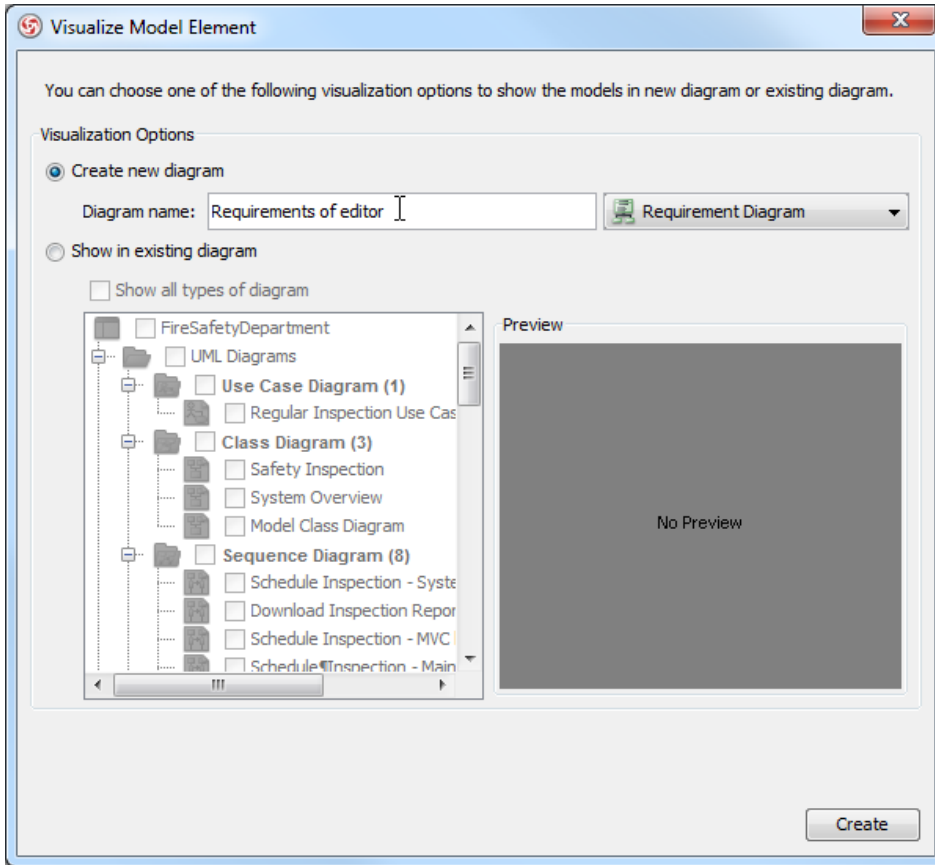 Visualize Model Element
You can choose one of the following visualization options to show the models in new diagram or existing diagram.
Visualization Options
Create new diagram
Diagram name: Requirements of editor Requirement Diagram
Show in existing diagram
Show all types of diagram
FireSafetyDepartment
UML Diagrams
Use Case Diagram (1)
Regular Inspection Use Cas
Class Diagram (3)
Safety Inspection
System Overview
Model Class Diagram
Sequence Diagram (8)
Schedule Inspection - Syste
Download Inspection Repor
Schedule Inspection - MVC
Schedule¶Inspection - Main
Preview
No Preview
Create